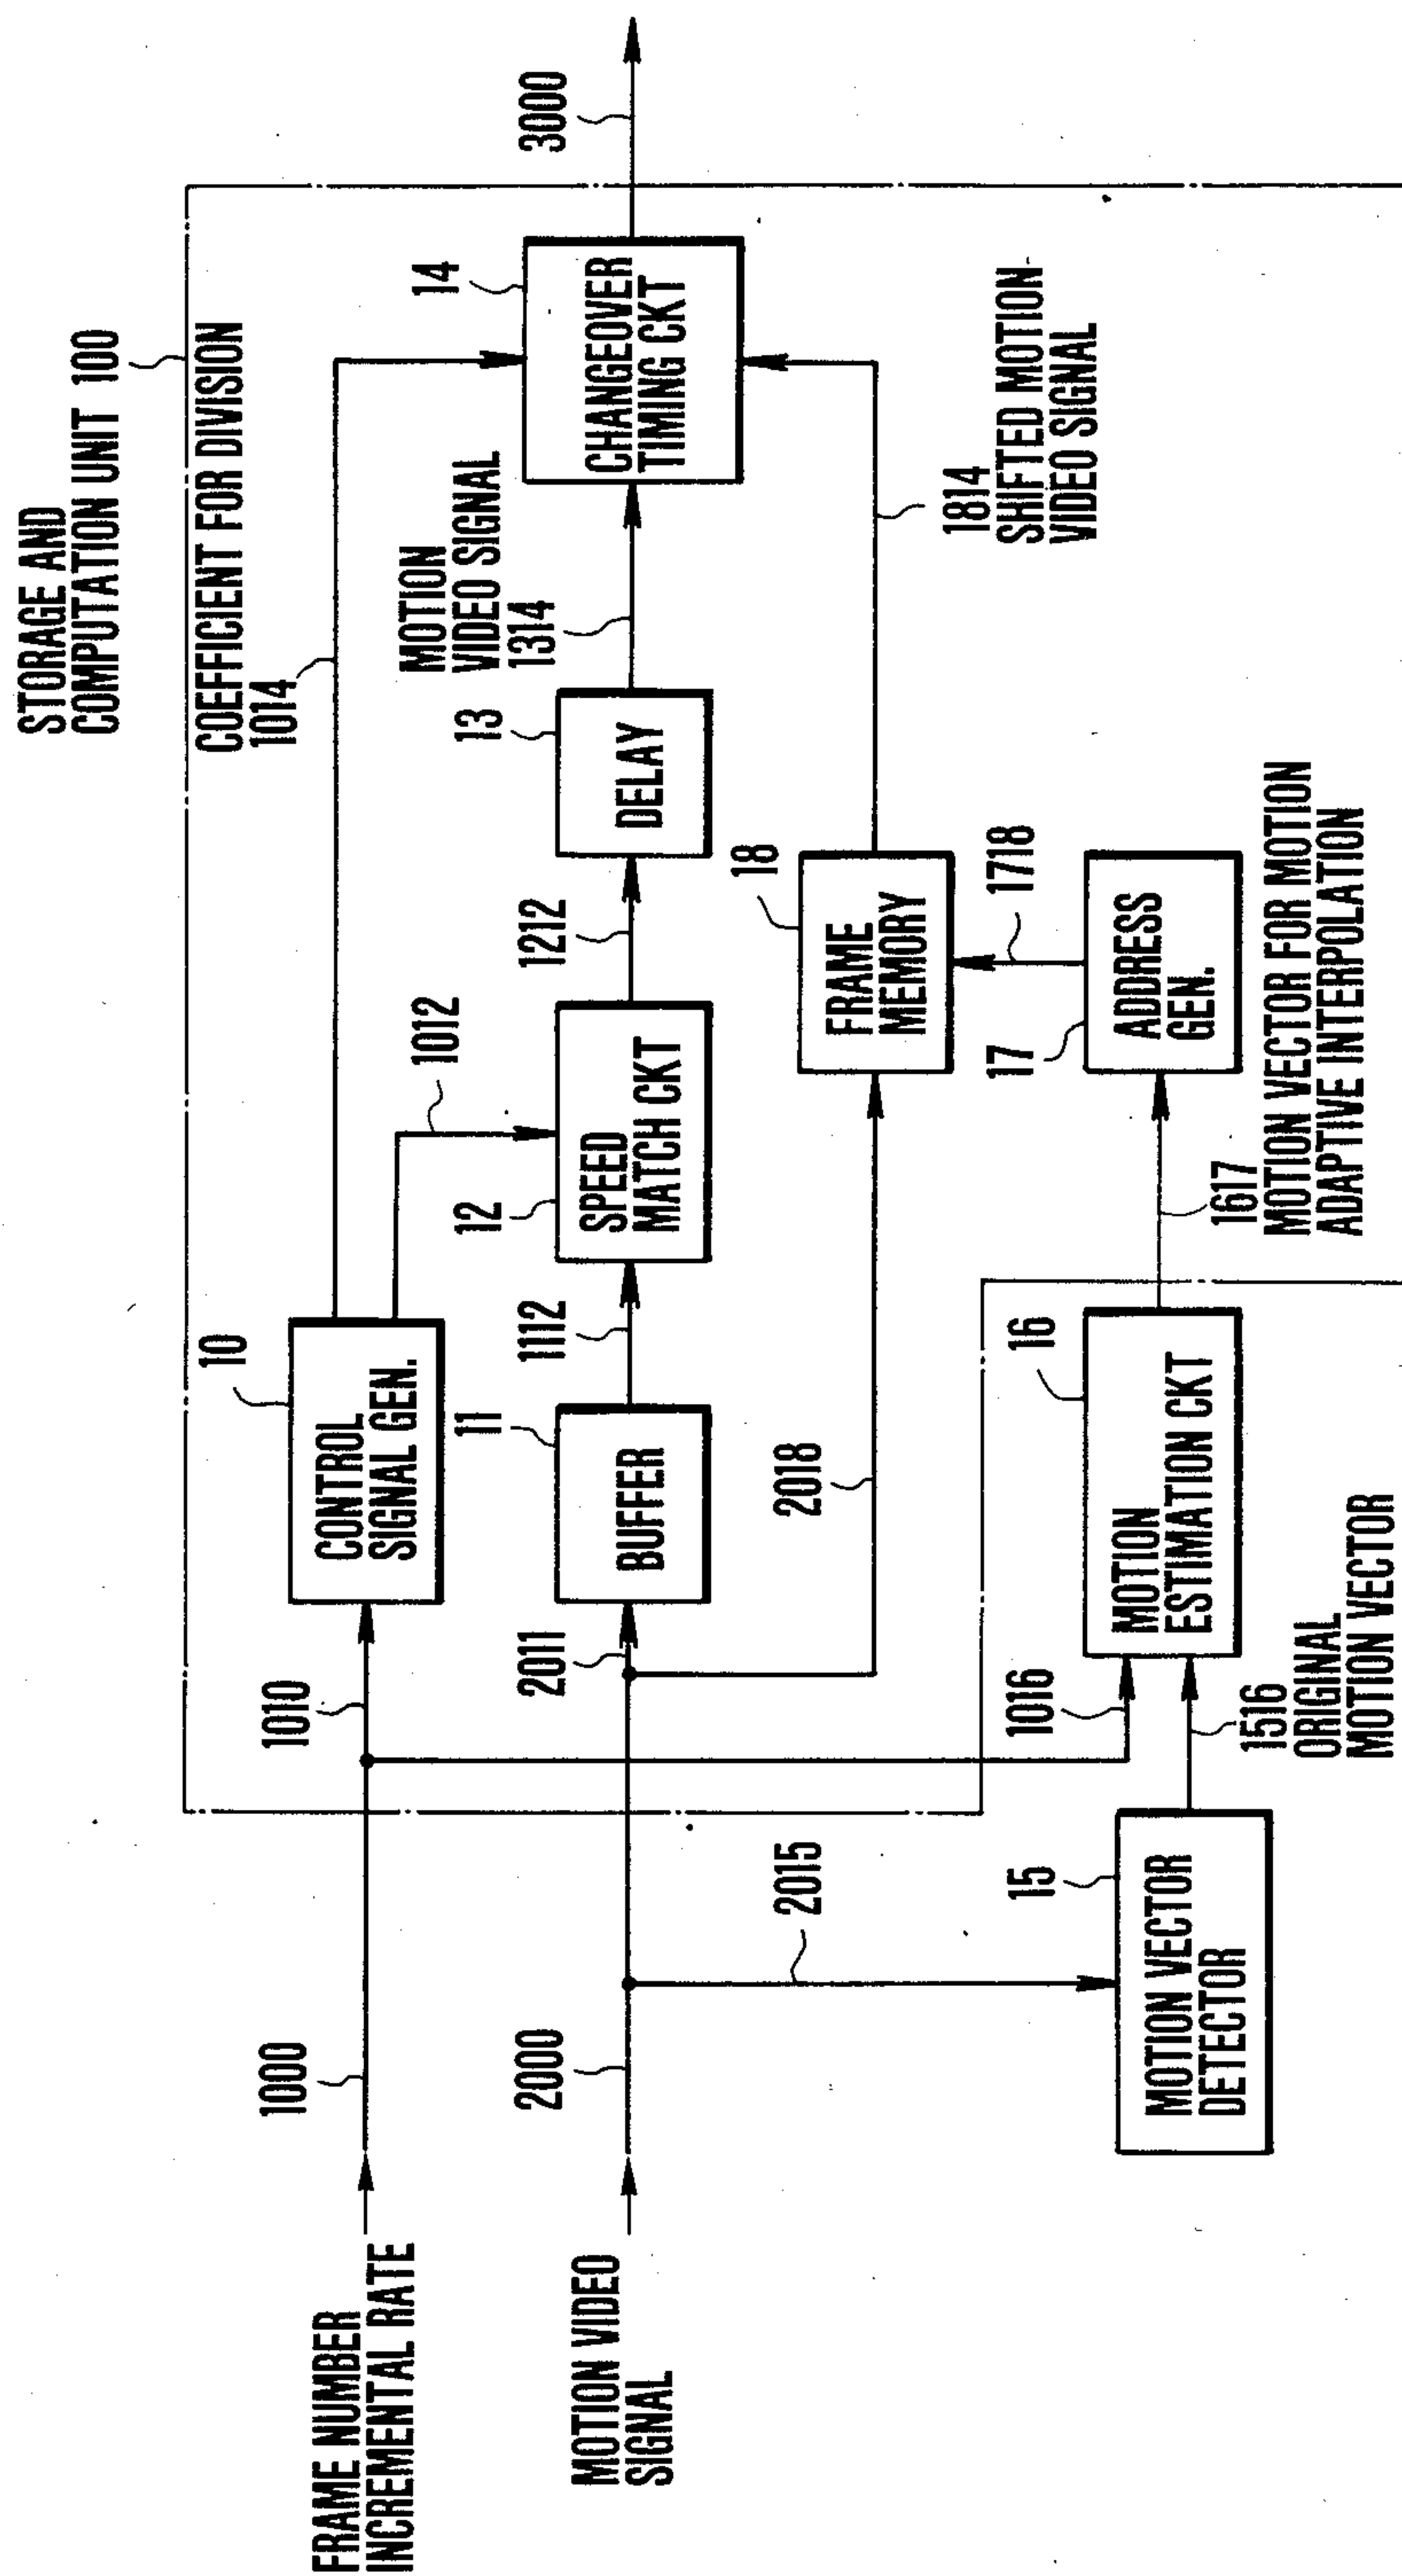 STORAGE AND
COMPUTATION UNIT 100
COEFFICIENT FOR DIVISION
1014
3000
14
CHANGEOVER
TIMING CKT
MOTION
VIDEO SIGNAL
1314
13
DELAY
1212
1012
12
SPEED
MATCH CKT
1112
10
CONTROL
SIGNAL GEN.
11
BUFFER
2011
1010
1000
FRAME NUMBER
INCREMENTAL RATE
2000
MOTION VIDEO
SIGNAL
1814
SHIFTED MOTION
VIDEO SIGNAL
18
FRAME
MEMORY
1718
17
ADDRESS
GEN.
2018
1617
MOTION VECTOR FOR MOTION
ADAPTIVE INTERPOLATION
16
MOTION
ESTIMATION CKT
1016
1516
ORIGINAL
MOTION VECTOR
2015
15
MOTION VECTOR
DETECTOR